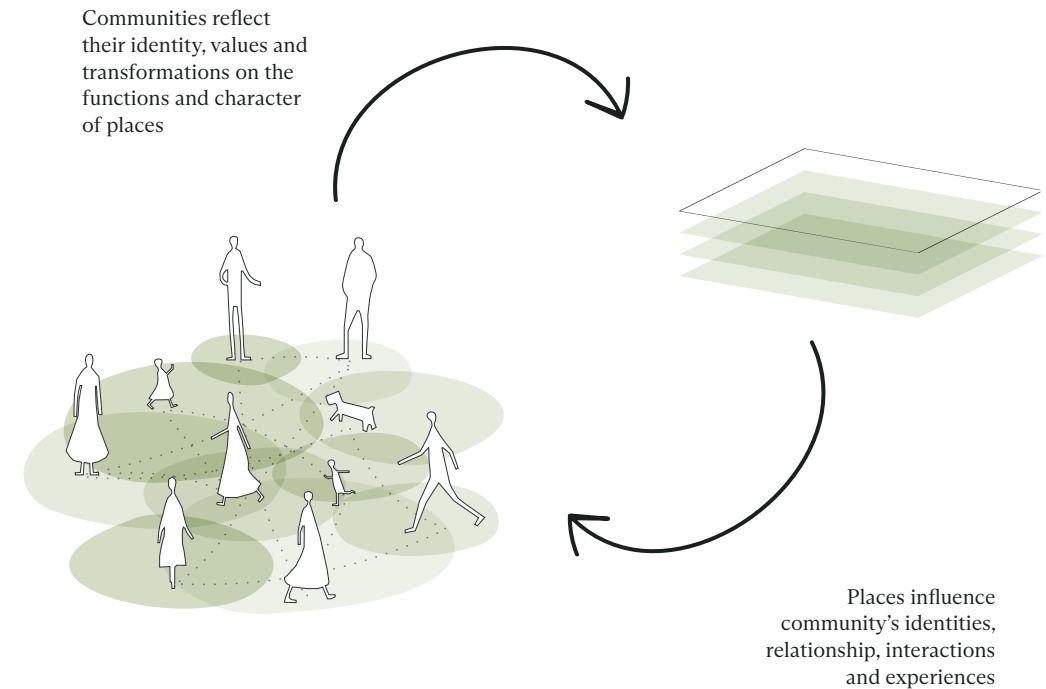 Communities reflect
their identity, values and
transformations on the
functions and character
of places
Places influence
community’s identities,
relationship, interactions
and experiences